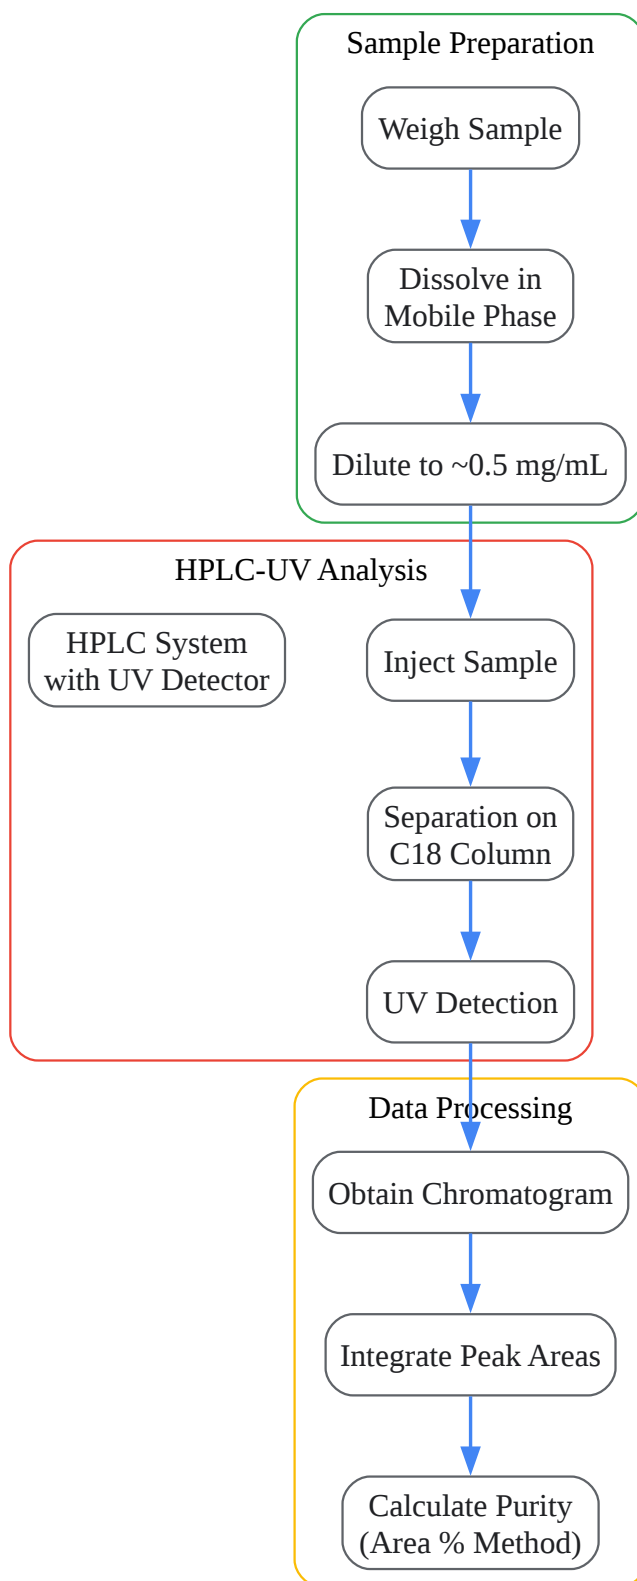 Sample Preparation
Weigh Sample
Dissolve in
Mobile Phase
Dilute to ~0.5 mg/mL
HPLC-UV Analysis
HPLC System
with UV Detector
Inject Sample
Separation on
C18 Column
UV Detection
Data Processing
Obtain Chromatogram
Integrate Peak Areas
Calculate Purity
(Area % Method)